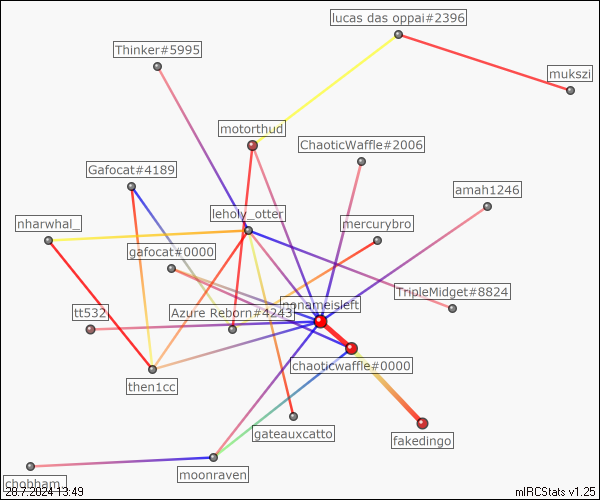 lucas das oppai#2396
Thinker#5995
mukszi
motorthud
ChaoticWaffle#2006
Gafocat#4189
amah1246
leholy_otter
nharwhal_
mercurybro
gafocat#0000
TripleMidget#8824
nonameisleft
tt532
Azure Reborn#4243
chaoticwaffle#0000
then1cc
gateauxcatto
fakedingo
moonraven
chobham_
20.7.2024 13:49
mIRCStats v1.25